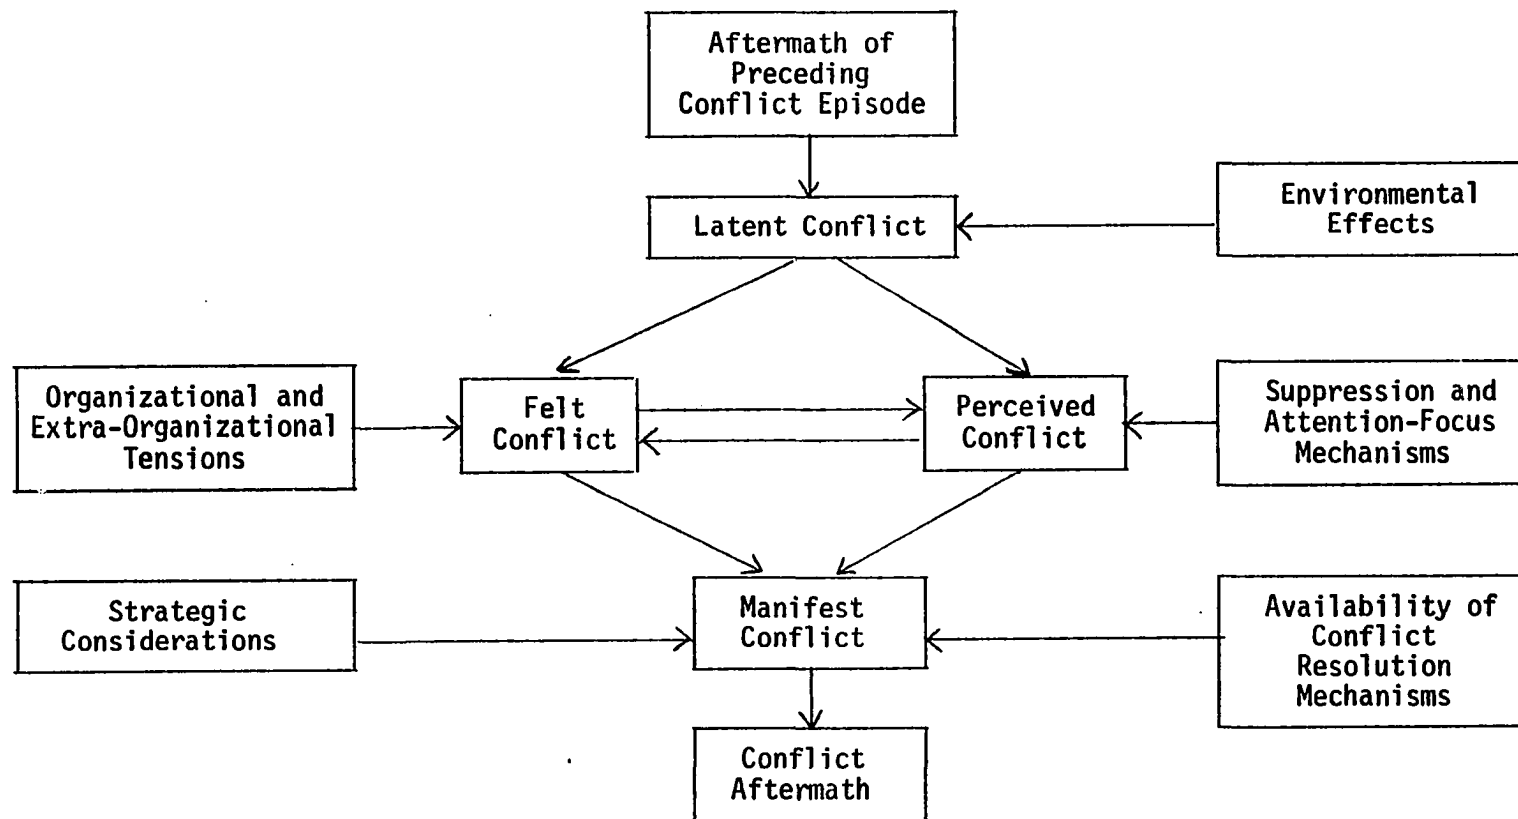 Aftermath of
Preceding
Conflict Episode
Latent Conflict
Environmental
Effects
Organizational and
Extra-Organizational
Tensions
Felt
Conflict
Perceived
Conflict
Suppression and
Attention-Focus
Mechanisms
Strategic
Considerations
Manifest
Conflict
Availability of
Conflict
Resolution
Mechanisms
Conflict
Aftermath